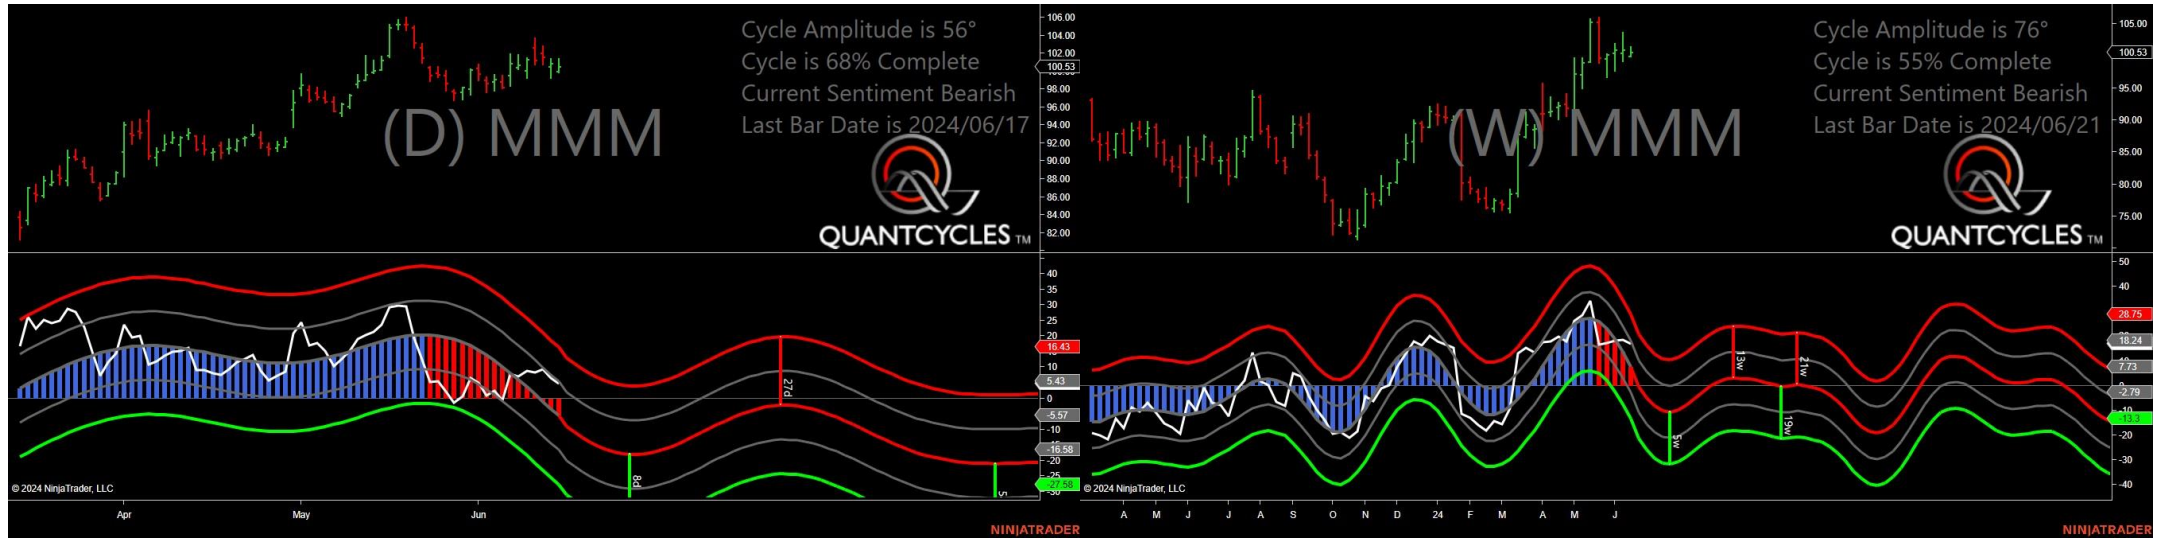 Cycle Amplitude is 56°
Cycle is 68% Complete
Current Sentiment Bearish
Last Bar Date is 2024/06/17
(D) MMM
QUANTCYCLES TM
106.00
104.00
102.00
100.53
98.00
96.00
94.00
92.00
90.00
88.00
86.00
84.00
82.00
40
35
30
25
20
16.43
10
5.43
0
-5.57
-10
-16.58
-20
-27.58
27d
8d
5
© 2024 NinjaTrader, LLC
Apr May Jun
NINJATRADER
Cycle Amplitude is 76°
Cycle is 55% Complete
Current Sentiment Bearish
Last Bar Date is 2024/06/21
(W) MMM
QUANTCYCLES TM
105.00
100.53
95.00
90.00
85.00
80.00
75.00
50
40
28.75
18.24
7.73
-2.79
-13.3
-20
-30
-40
13w
21w
5w
19w
© 2024 NinjaTrader, LLC
A M J J A S O N D 24 F M A M J
NINJATRADER